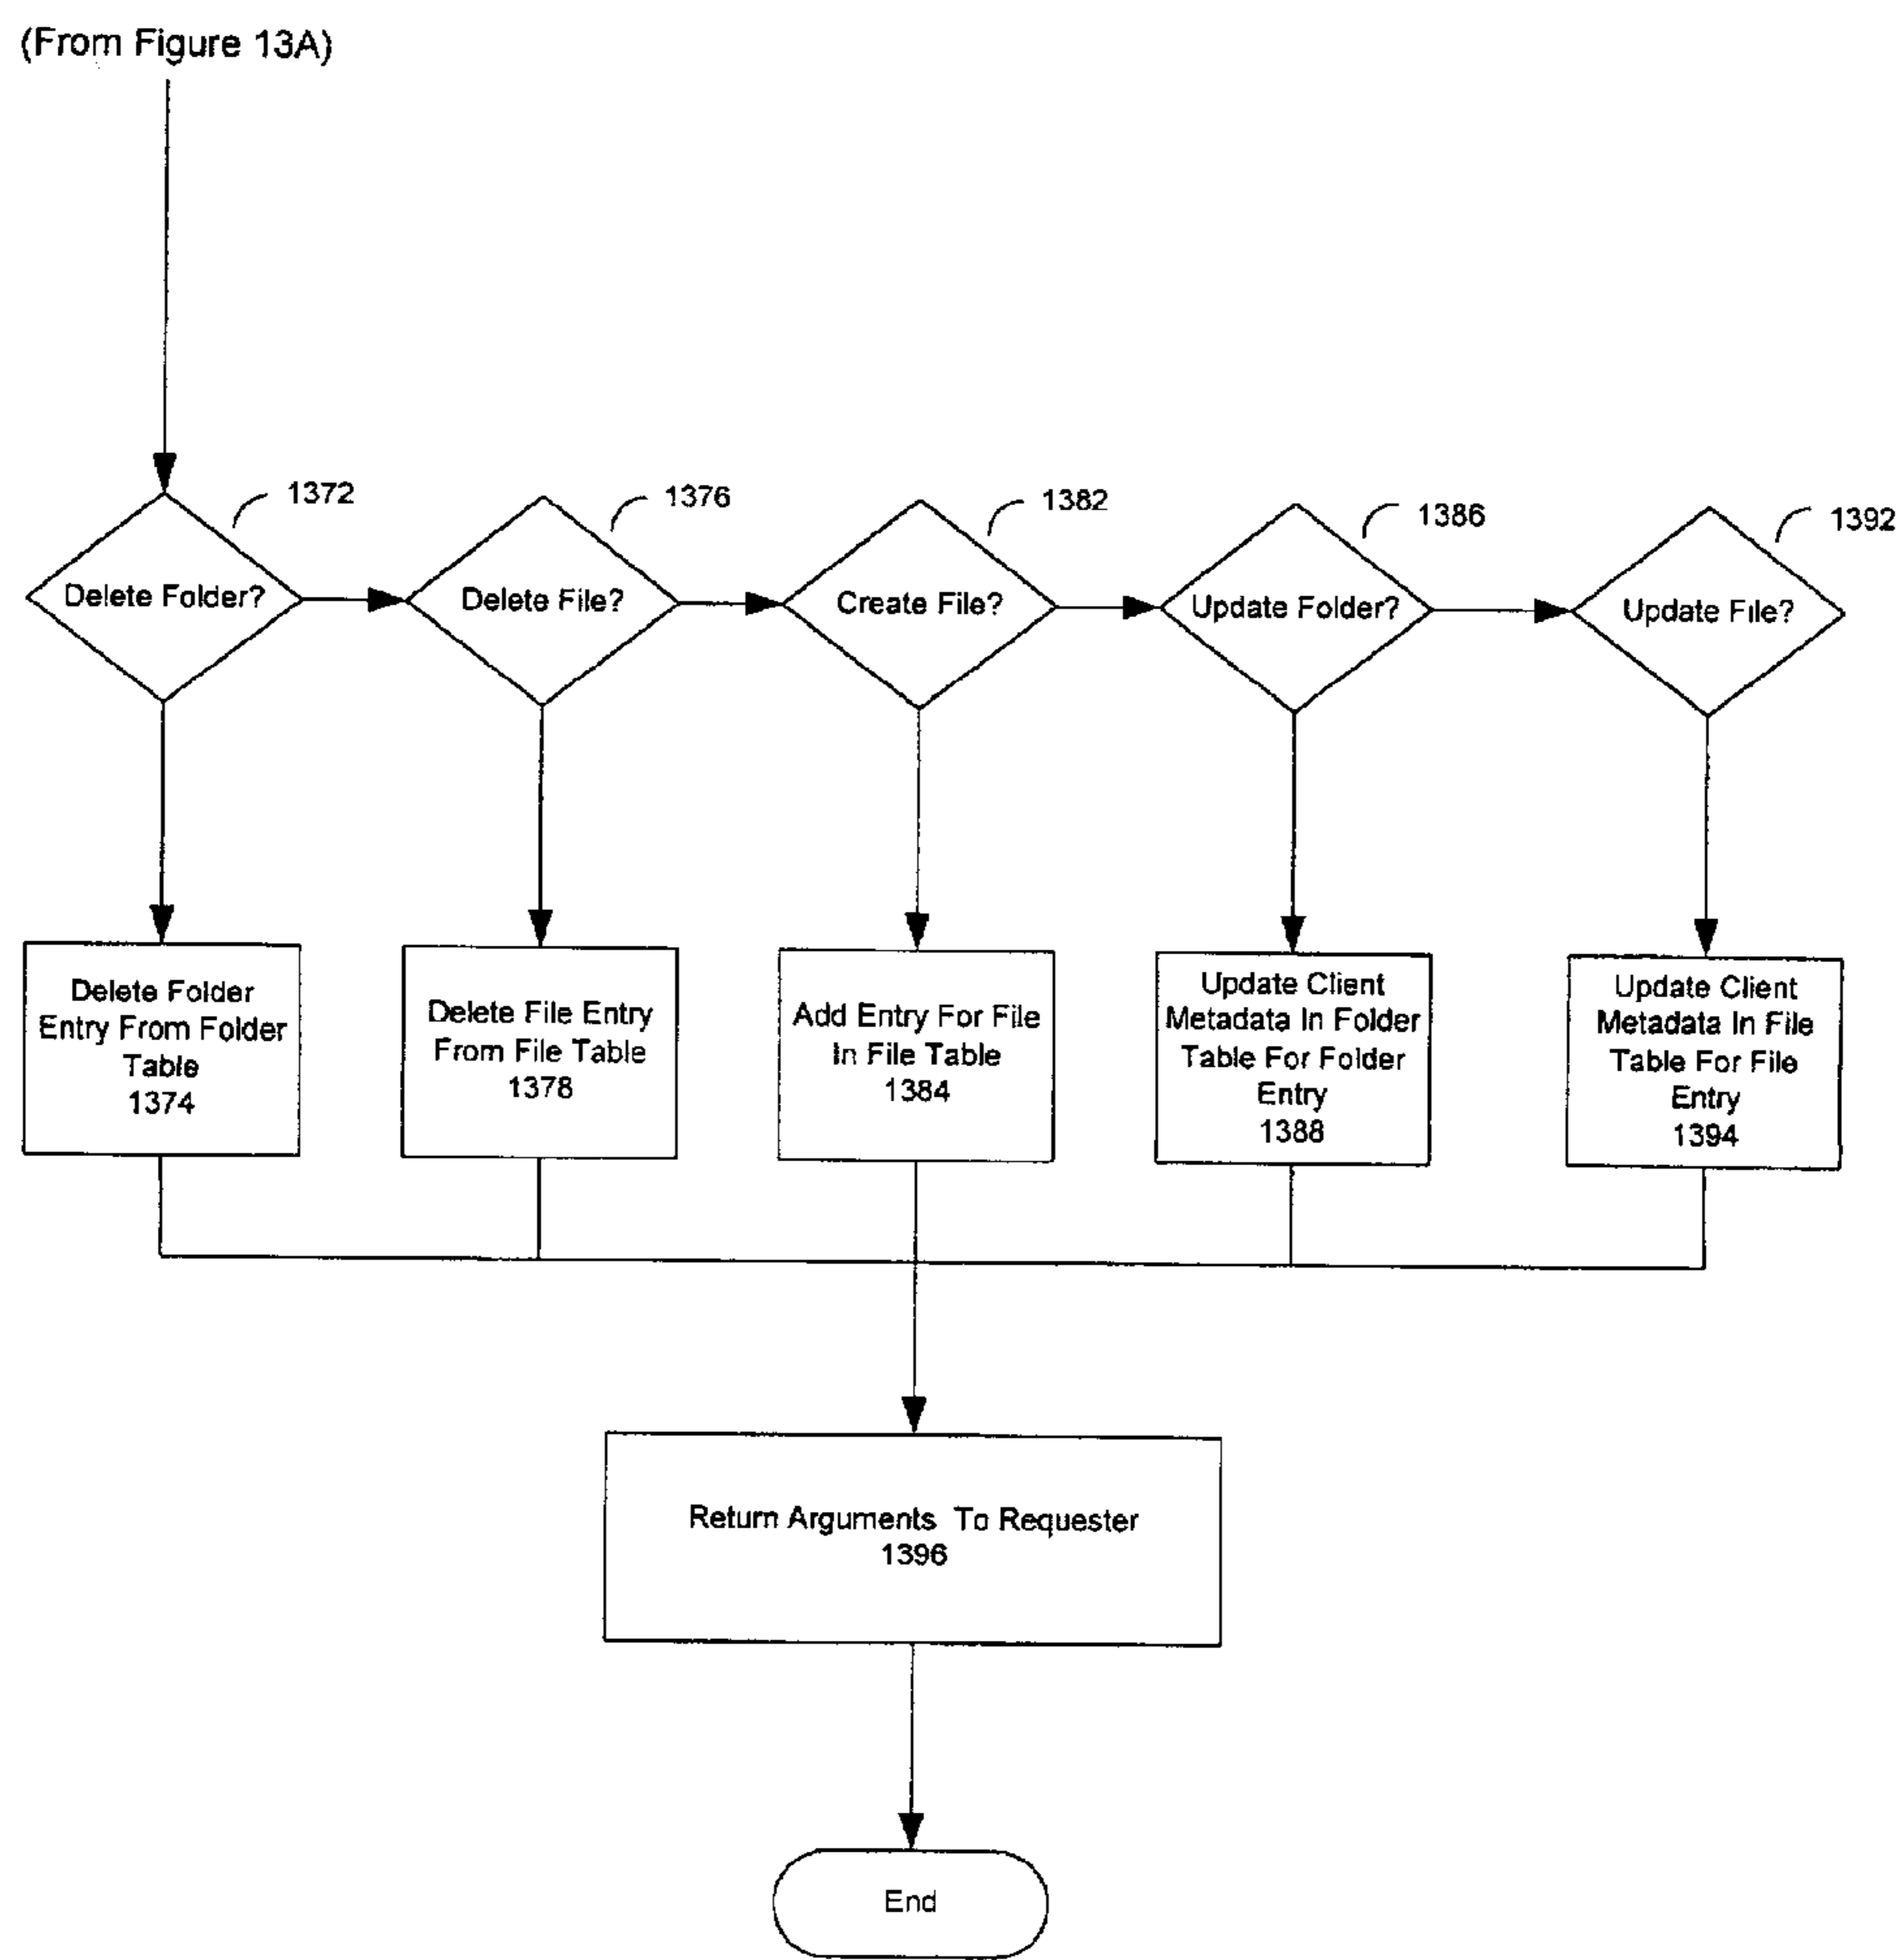 (From Figure 13A)
1372
1376
1382
1386
1392
Delete Folder?
Delete File?
Create File?
Update Folder?
Update File?
Delete Folder
Entry From Folder
Table
1374
Delete File Entry
From File Table
1378
Add Entry For File
In File Table
1384
Update Client
Metadata In Folder
Table For Folder
Entry
1388
Update Client
Metadata In File
Table For File
Entry
1394
Return Arguments To Requester
1396
End